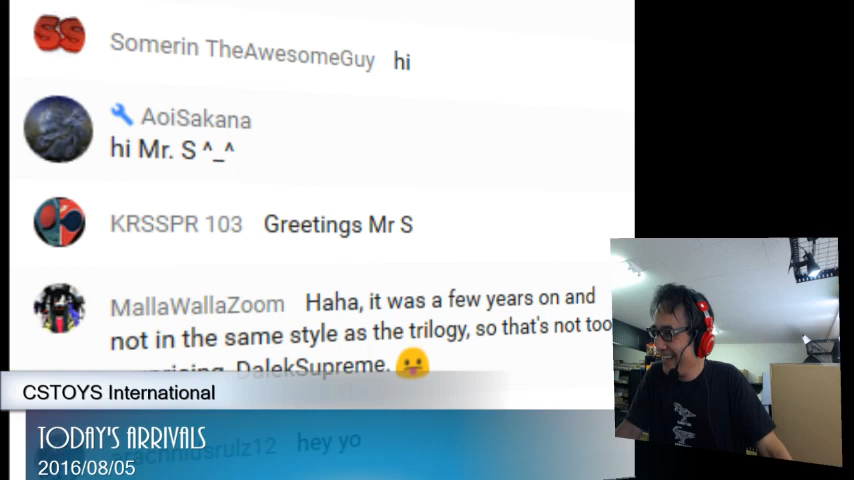 Somerin TheAwesomeGuy hi
AoiSakana
hi Mr. S ^_^
KRSSPR 103 Greetings Mr S
MallaWallaZoom Haha, it was a few years on and
not in the same style as the trilogy, so that's not too
DalekSupreme.
CSTOYS International
TODAY'S ARRIVALS
arachnidsrulz12 hey yo
2016/08/05